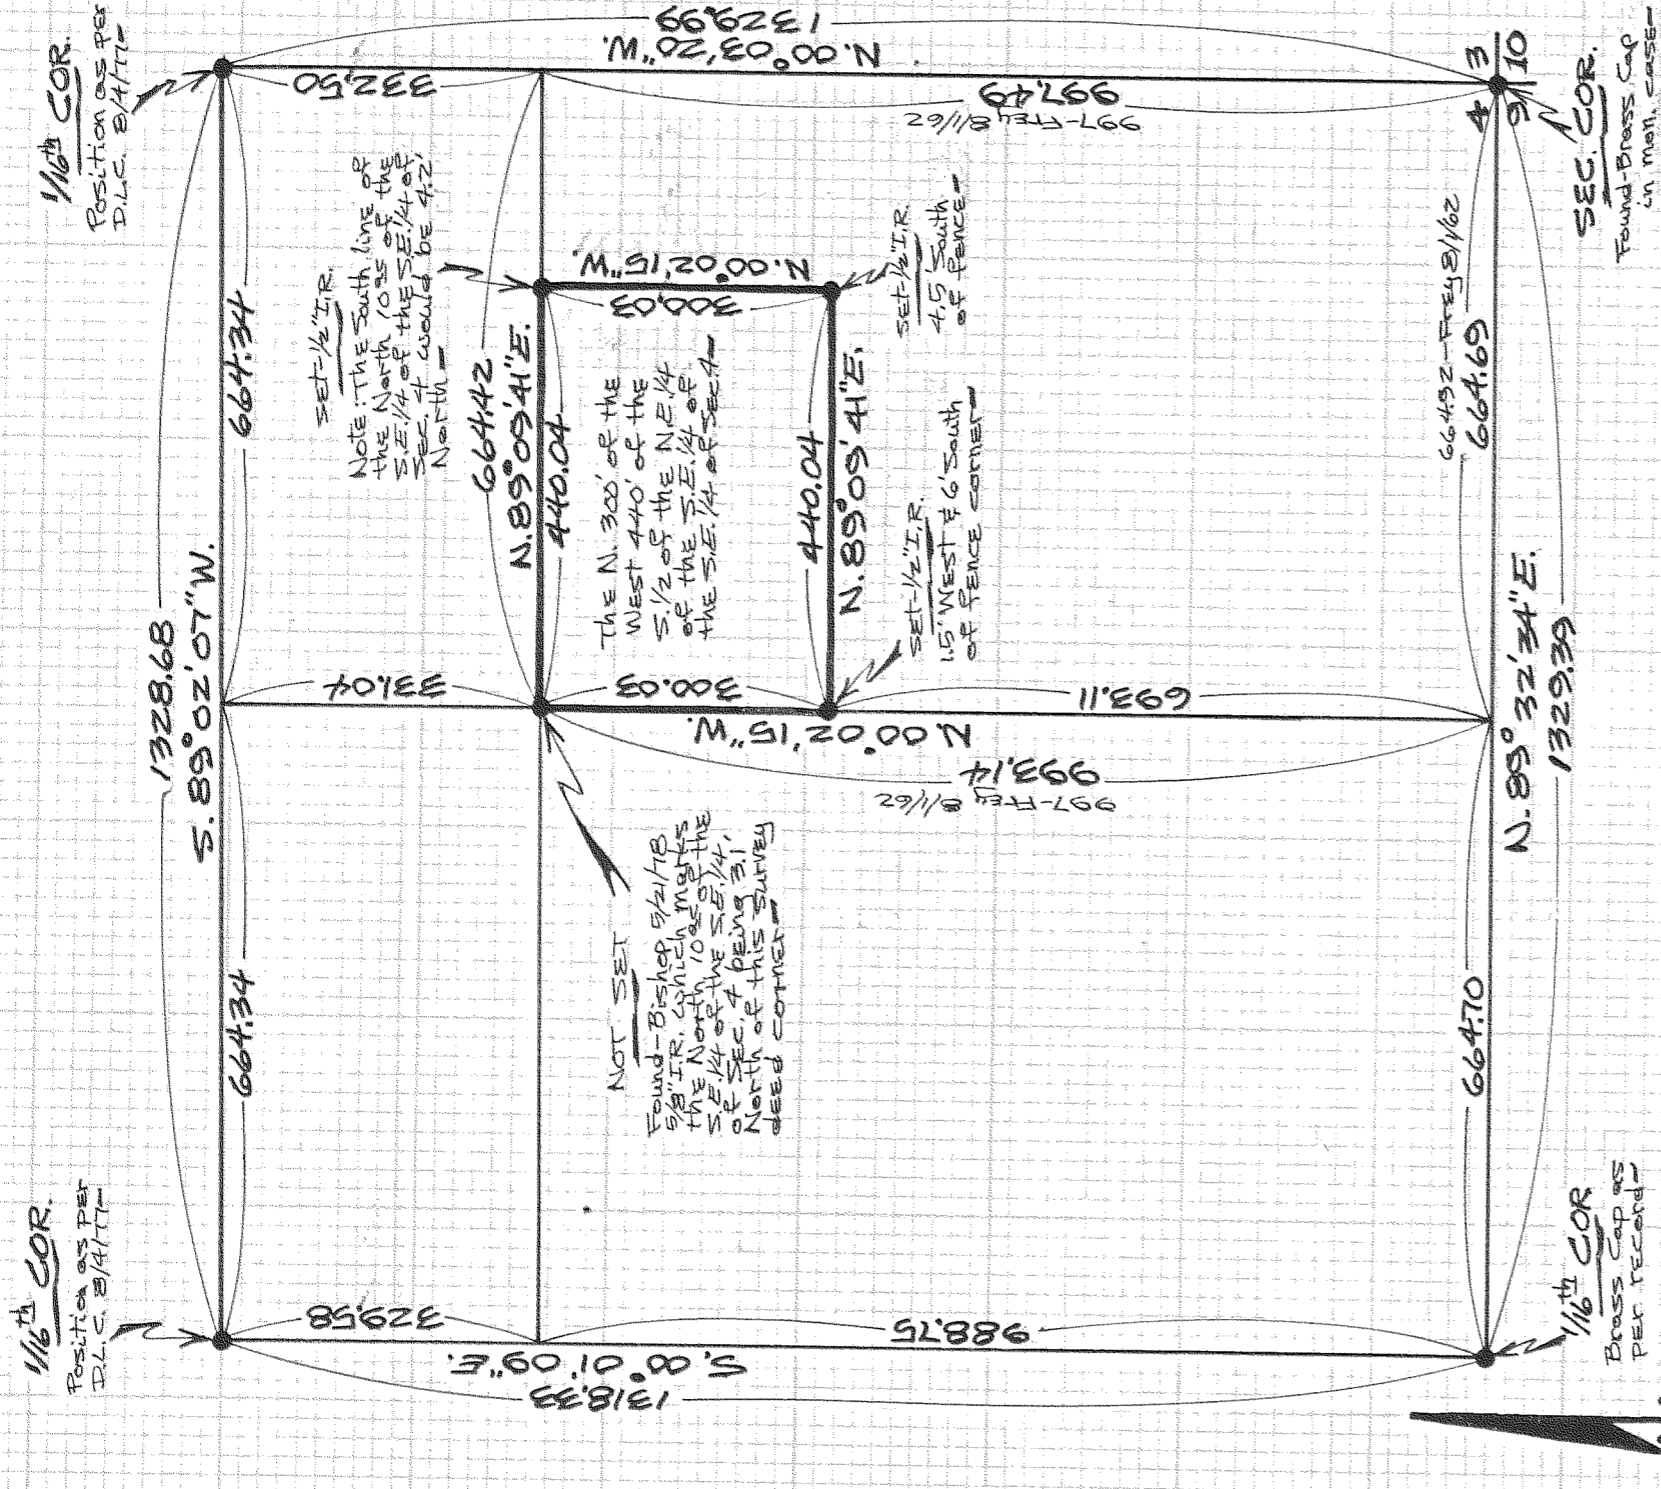 1/16th COR.
Position as per
D.L.C. 8/4/77
1/16th COR.
Position as per
D.L.C. 8/4/77
1328.68
S. 89° 02' 07" W.
664.34
664.34
329.58
331.04
332.50
1329.99
N. 00° 03' 20" W.
SET-1/2" I.R.
Note: The South line of
the North 10as of the
S.E.1/4 of the S.E.1/4 of
Sec. 4 would be 4.2'
North
664.42
N. 89° 09' 41" E.
440.04
The N. 300' of the
West 440' of the
S.1/2 of the N.E.1/4
of the S.E.1/4 of
the S.E.1/4 of Sec.4
300.03
300.03
N. 00° 02' 15" W.
440.04
N. 89° 09' 41" E.
SET-1/2" I.R.
1.5' West & 6' South
of fence corner
SET-1/2" I.R.
4.5' South
of fence
NOT SET
Found-Bishop 5/21/78
5/8" I.R. which marks
the North 10as of the
S.E.1/4 of the S.E.1/4,
of Sec. 4 being 3.1'
North of this survey
deed corner
N. 00° 02' 15" W.
693.11
993.14
997-Frey 8/1/62
997.49
997-Frey 8/1/62
988.75
S. 00° 01' 09" E.
1318.33
664.70
664.32-Frey 8/1/62
664.69
N. 89° 32' 34" E.
1329.39
1/16th COR
Brass Cap as
per record
4 3
9 10
SEC. COR.
Found-Brass Cap
in mon. case